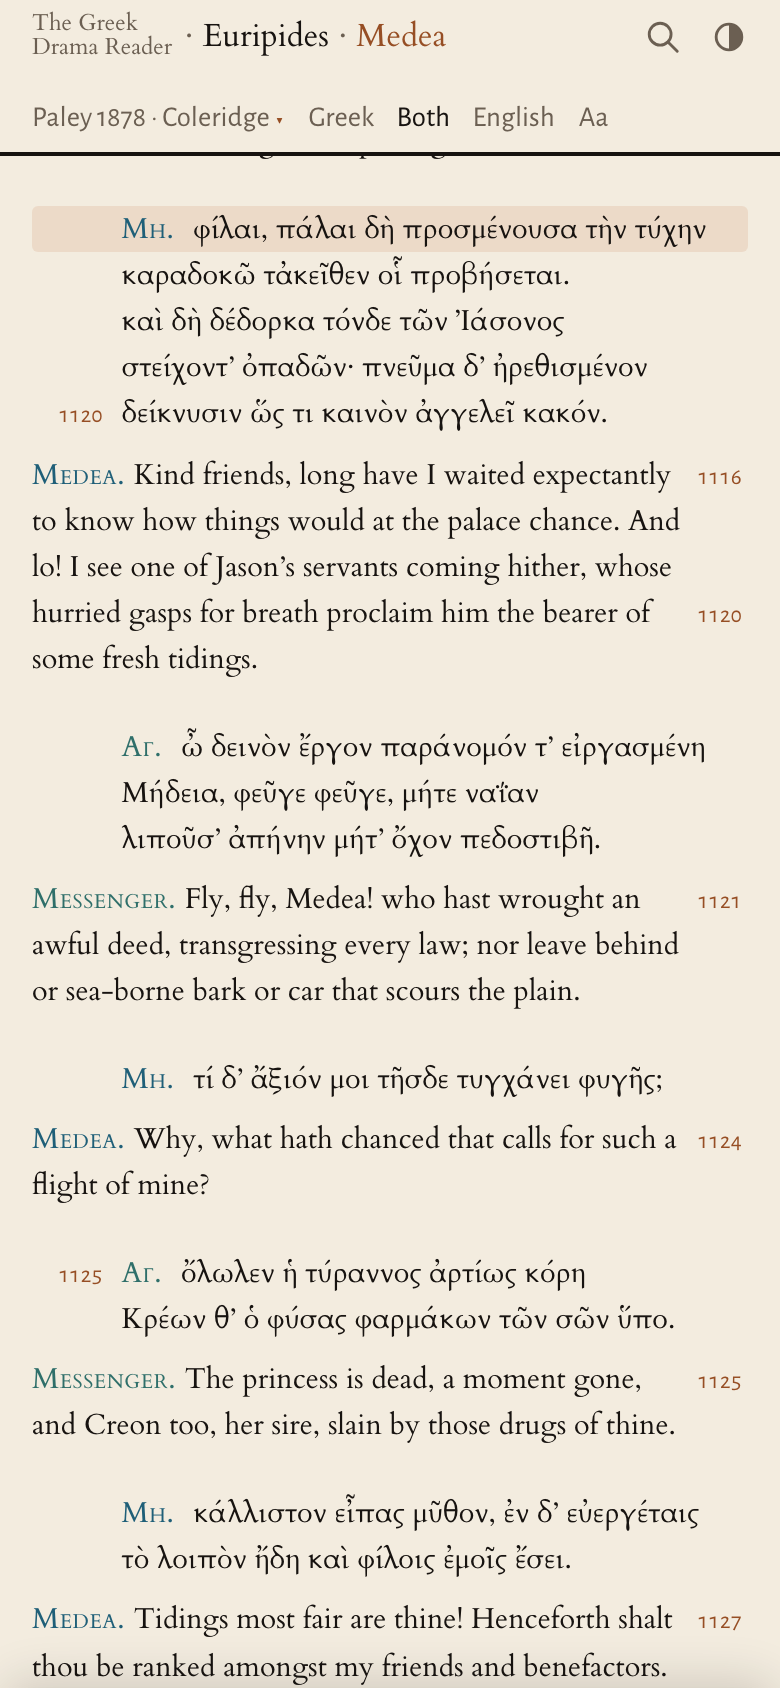 The Greek
Drama Reader · Euripides · Medea
Paley 1878 · Coleridge ▾ Greek Both English Aa
Μη. φίλαι, πάλαι δὴ προσμένουσα τὴν τύχην
καραδοκῶ τἀκεῖθεν οἷ προβήσεται.
καὶ δὴ δέδορκα τόνδε τῶν Ἰάσονος
στείχοντ’ ὀπαδῶν· πνεῦμα δ’ ἠρεθισμένον
1120 δείκνυσιν ὥς τι καινὸν ἀγγελεῖ κακόν.
Medea. Kind friends, long have I waited expectantly 1116
to know how things would at the palace chance. And
lo! I see one of Jason’s servants coming hither, whose
hurried gasps for breath proclaim him the bearer of 1120
some fresh tidings.
Αγ. ὦ δεινὸν ἔργον παράνομόν τ’ εἰργασμένη
Μήδεια, φεῦγε φεῦγε, μήτε ναΐαν
λιποῦσ’ ἀπήνην μήτ’ ὄχον πεδοστιβῆ.
Messenger. Fly, fly, Medea! who hast wrought an 1121
awful deed, transgressing every law; nor leave behind
or sea-borne bark or car that scours the plain.
Μη. τί δ’ ἄξιόν μοι τῆσδε τυγχάνει φυγῆς;
Medea. Why, what hath chanced that calls for such a 1124
flight of mine?
1125 Αγ. ὄλωλεν ἡ τύραννος ἀρτίως κόρη
Κρέων θ’ ὁ φύσας φαρμάκων τῶν σῶν ὕπο.
Messenger. The princess is dead, a moment gone, 1125
and Creon too, her sire, slain by those drugs of thine.
Μη. κάλλιστον εἶπας μῦθον, ἐν δ’ εὐεργέταις
τὸ λοιπὸν ἤδη καὶ φίλοις ἐμοῖς ἔσει.
Medea. Tidings most fair are thine! Henceforth shalt 1127
thou be ranked amongst my friends and benefactors.